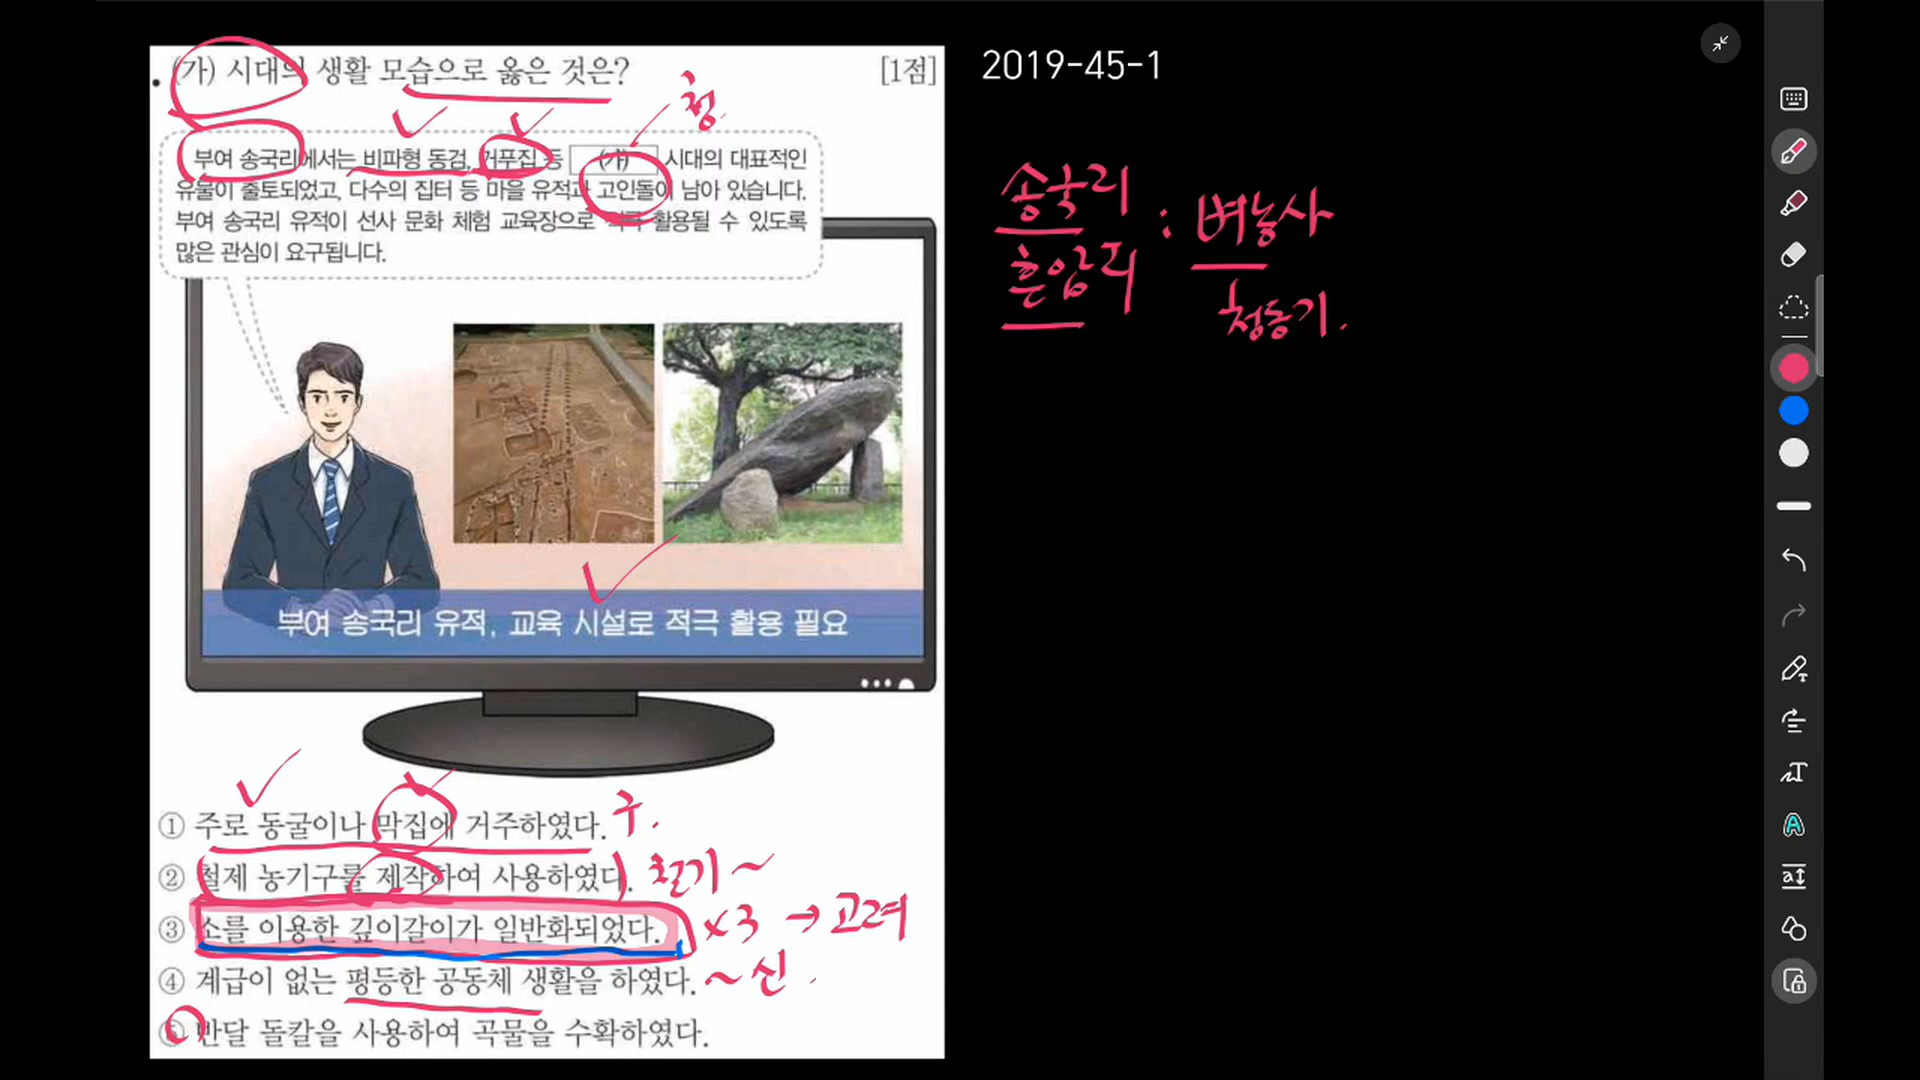 (가) 시대의 생활 모습으로 옳은 것은? [1점]
2019-45-1
청.
부여 송국리에서는 비파형 동검, 거푸집 등 (가) 시대의 대표적인
유물이 출토되었고, 다수의 집터 등 마을 유적과 고인돌이 남아 있습니다.
부여 송국리 유적이 선사 문화 체험 교육장으로 적극 활용될 수 있도록
많은 관심이 요구됩니다.
송국리
흔암리
: 벼농사
청동기.
부여 송국리 유적, 교육 시설로 적극 활용 필요
① 주로 동굴이나 막집에 거주하였다. 구.
② 철제 농기구를 제작하여 사용하였다. 철기~
③ 소를 이용한 깊이갈이가 일반화되었다. ×3 → 고려
④ 계급이 없는 평등한 공동체 생활을 하였다. ~신.
⑤ 반달 돌칼을 사용하여 곡물을 수확하였다.